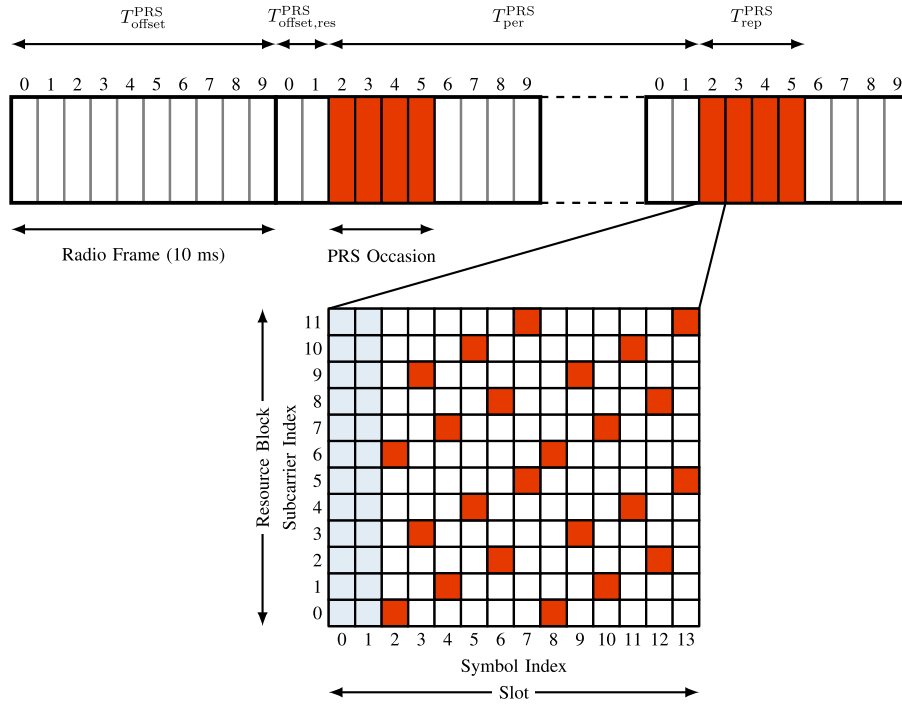 T_offset^PRS T_offset,res^PRS T_per^PRS T_rep^PRS
0 1 2 3 4 5 6 7 8 9 0 1 2 3 4 5 6 7 8 9 0 1 2 3 4 5 6 7 8 9
Radio Frame (10 ms) PRS Occasion
Resource Block
Subcarrier Index
11
10
9
8
7
6
5
4
3
2
1
0
0 1 2 3 4 5 6 7 8 9 10 11 12 13
Symbol Index
Slot